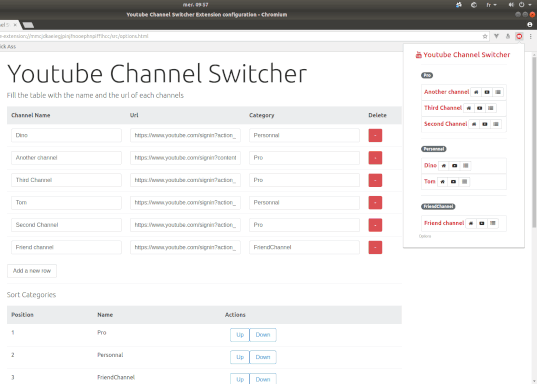 mer. 09:57
fr
Youtube Channel Switcher Extension configuration - Chromium
/src/options.html
ick Ass
Youtube Channel Switcher
Fill the table with the name and the url of each channels
Channel Name Url Category Delete
Dino https://www.youtube.com/signin?action_ Personnal -
Another channel https://www.youtube.com/signin?content Pro -
Third Channel https://www.youtube.com/signin?action_ Pro -
Tom https://www.youtube.com/signin?action_ Personnal -
Second Channel https://www.youtube.com/signin?action_ Pro -
Friend channel https://www.youtube.com/signin?action_ FriendChannel -
Add a new row
Sort Categories
Position Name Actions
1 Pro Up Down
2 Personnal Up Down
3 FriendChannel Up Down
Youtube Channel Switcher
Pro
Another channel
Third Channel
Second Channel
Personnal
Dino
Tom
FriendChannel
Friend channel
Options